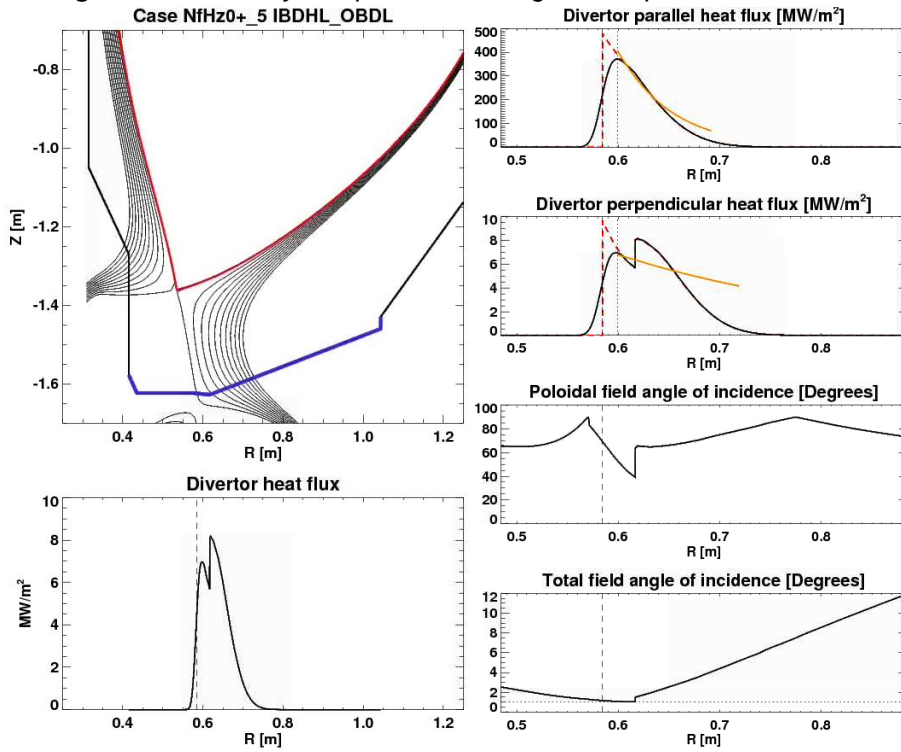 Case NfHz0+_5 IBDHL_OBDL
-0.8
-1.0
-1.2
-1.4
-1.6
Z [m]
0.4 0.6 0.8 1.0 1.2
R [m]
Divertor heat flux
10
8
6
4
2
0
MW/m²
0.4 0.6 0.8 1.0 1.2
R [m]
Divertor parallel heat flux [MW/m²]
500
400
300
200
100
0
0.5 0.6 0.7 0.8
R [m]
Divertor perpendicular heat flux [MW/m²]
10
8
6
4
2
0
0.5 0.6 0.7 0.8
R [m]
Poloidal field angle of incidence [Degrees]
100
80
60
40
20
0
0.5 0.6 0.7 0.8
R [m]
Total field angle of incidence [Degrees]
12
10
8
6
4
2
0
0.5 0.6 0.7 0.8
R [m]